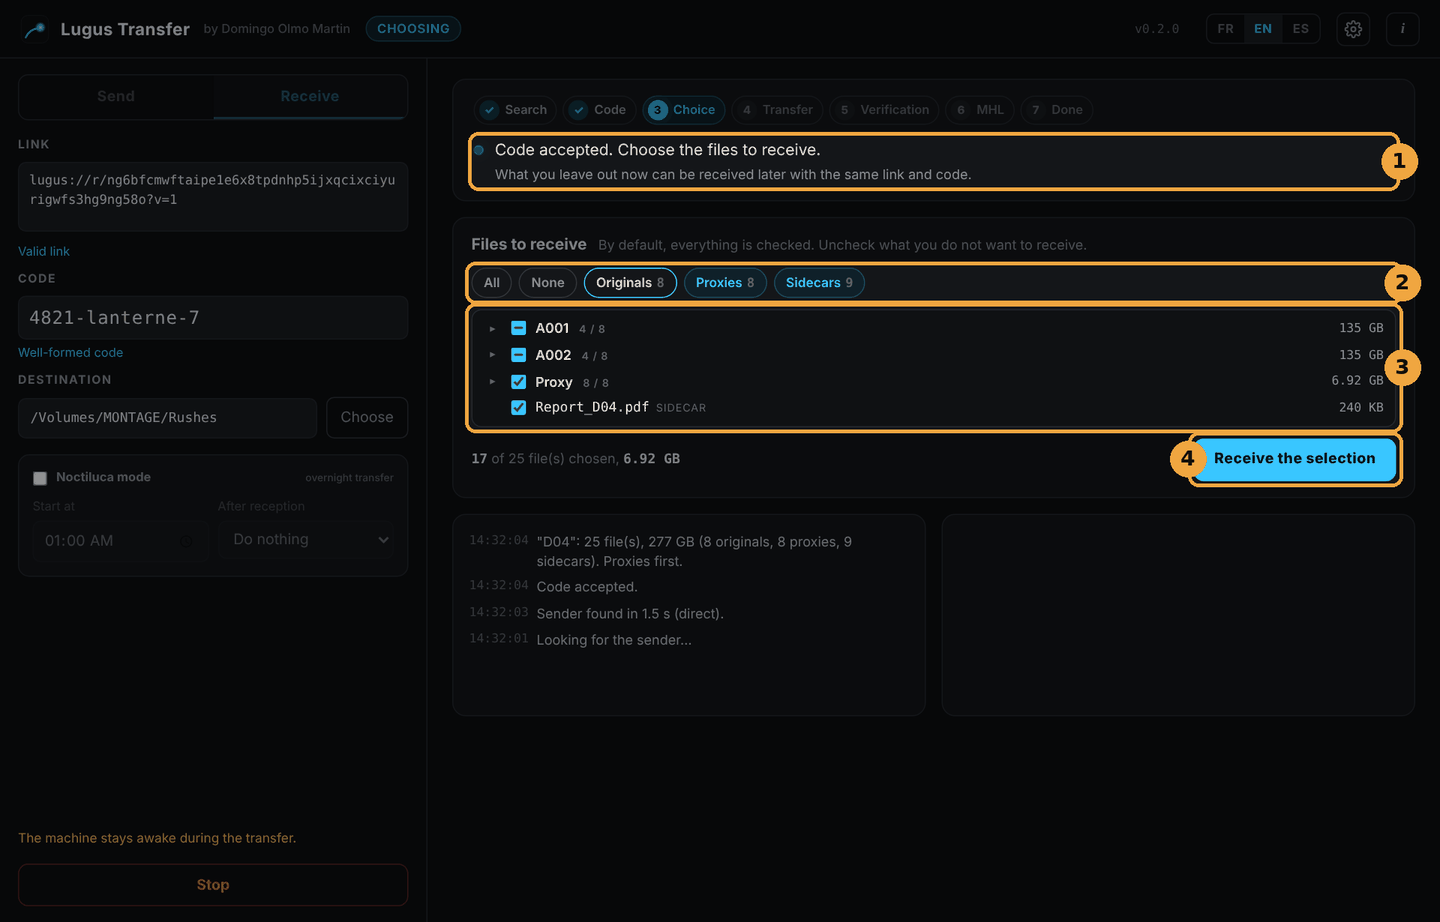 Lugus Transfer by Domingo Olmo Martin CHOOSING v0.2.0 FR EN ES i
Send Receive
LINK
lugus://r/ng6bfcmwftaipe1e6x8tpdnhp5ijxqcixciyu
rigwfs3hg9ng58o?v=1
Valid link
CODE
4821-lanterne-7
Well-formed code
DESTINATION
/Volumes/MONTAGE/Rushes Choose
Noctiluca mode overnight transfer
Start at After reception
01:00 AM Do nothing
The machine stays awake during the transfer.
Stop
Search Code 3 Choice 4 Transfer 5 Verification 6 MHL 7 Done
Code accepted. Choose the files to receive.
What you leave out now can be received later with the same link and code.
1
Files to receive By default, everything is checked. Uncheck what you do not want to receive.
All None Originals 8 Proxies 8 Sidecars 9
2
A001 4 / 8 135 GB
A002 4 / 8 135 GB
Proxy 8 / 8 6.92 GB
Report_D04.pdf SIDECAR 240 KB
3
17 of 25 file(s) chosen, 6.92 GB
4 Receive the selection
14:32:04 "D04": 25 file(s), 277 GB (8 originals, 8 proxies, 9
sidecars). Proxies first.
14:32:04 Code accepted.
14:32:03 Sender found in 1.5 s (direct).
14:32:01 Looking for the sender...